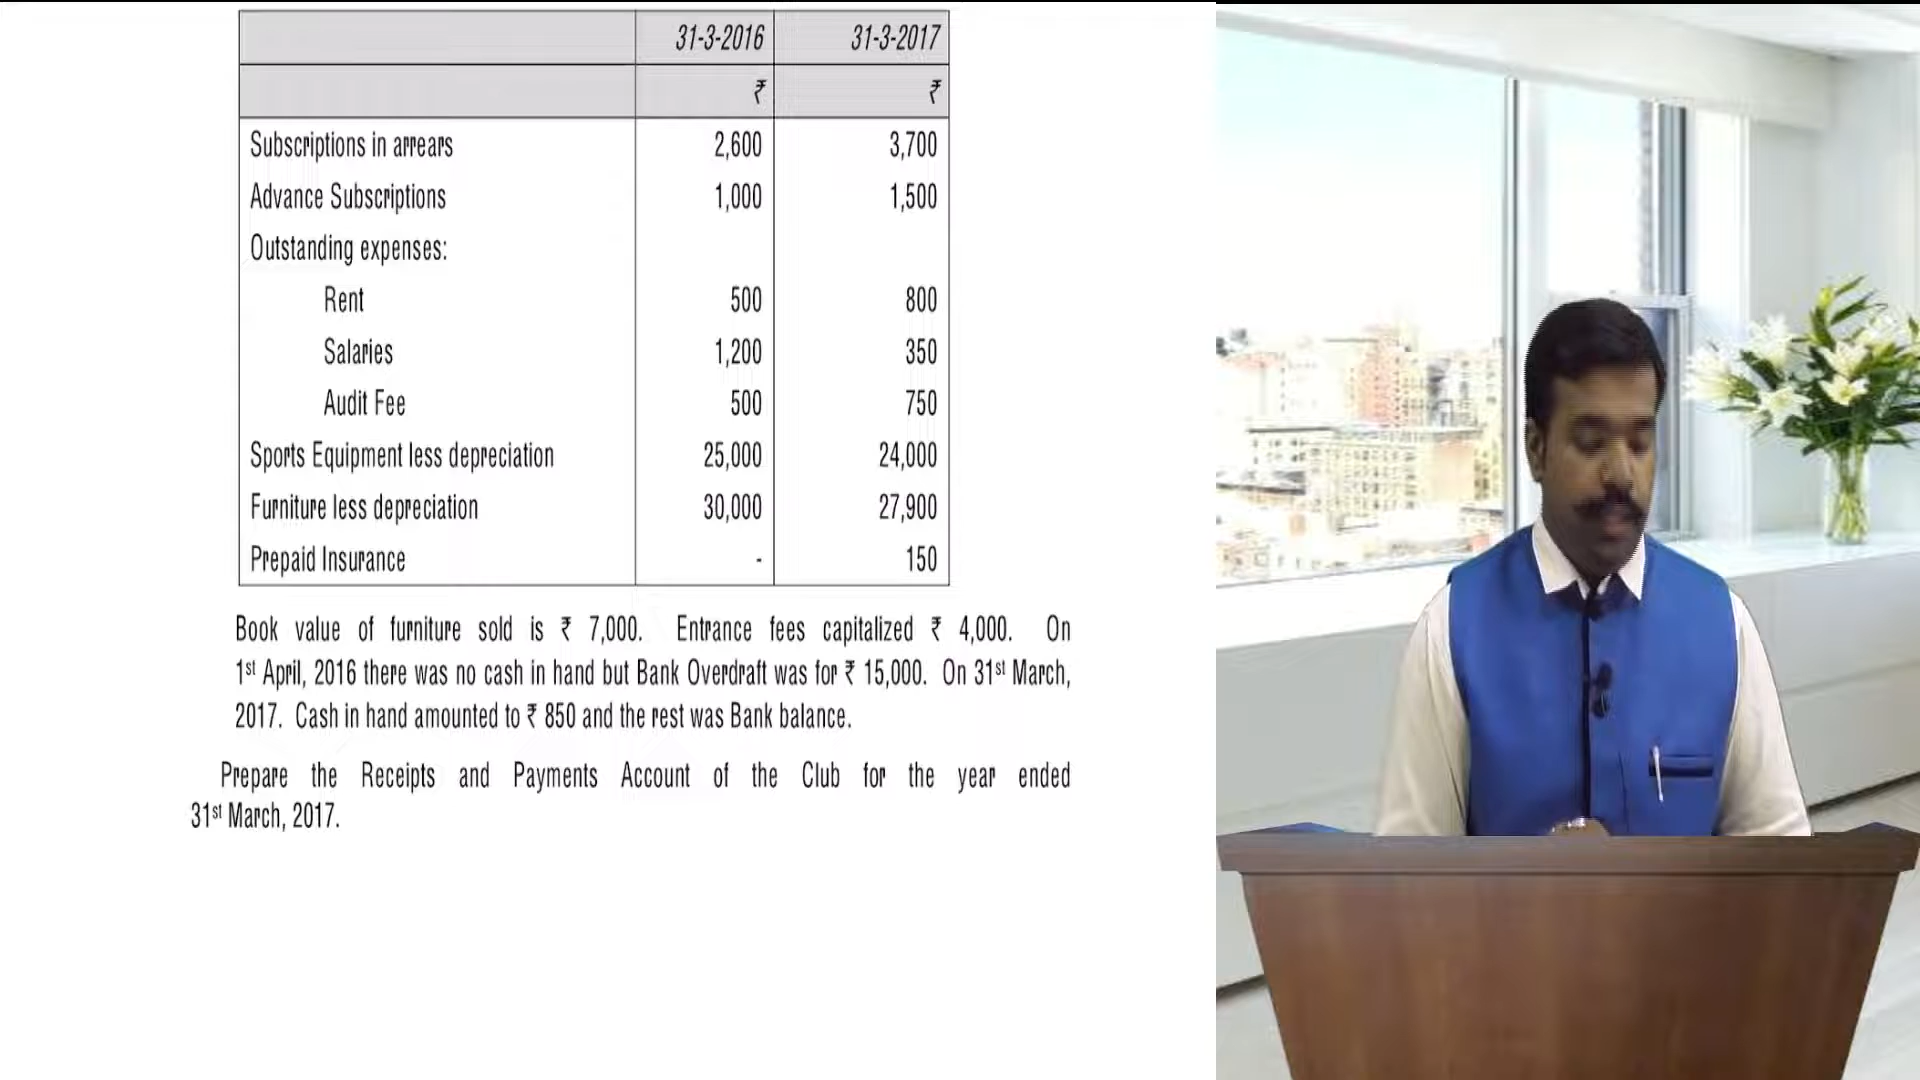 31-3-2016 31-3-2017
₹ ₹
Subscriptions in arrears 2,600 3,700
Advance Subscriptions 1,000 1,500
Outstanding expenses:
Rent 500 800
Salaries 1,200 350
Audit Fee 500 750
Sports Equipment less depreciation 25,000 24,000
Furniture less depreciation 30,000 27,900
Prepaid Insurance - 150
Book value of furniture sold is ₹ 7,000. Entrance fees capitalized ₹ 4,000. On
1st April, 2016 there was no cash in hand but Bank Overdraft was for ₹ 15,000. On 31st March,
2017. Cash in hand amounted to ₹ 850 and the rest was Bank balance.
Prepare the Receipts and Payments Account of the Club for the year ended
31st March, 2017.